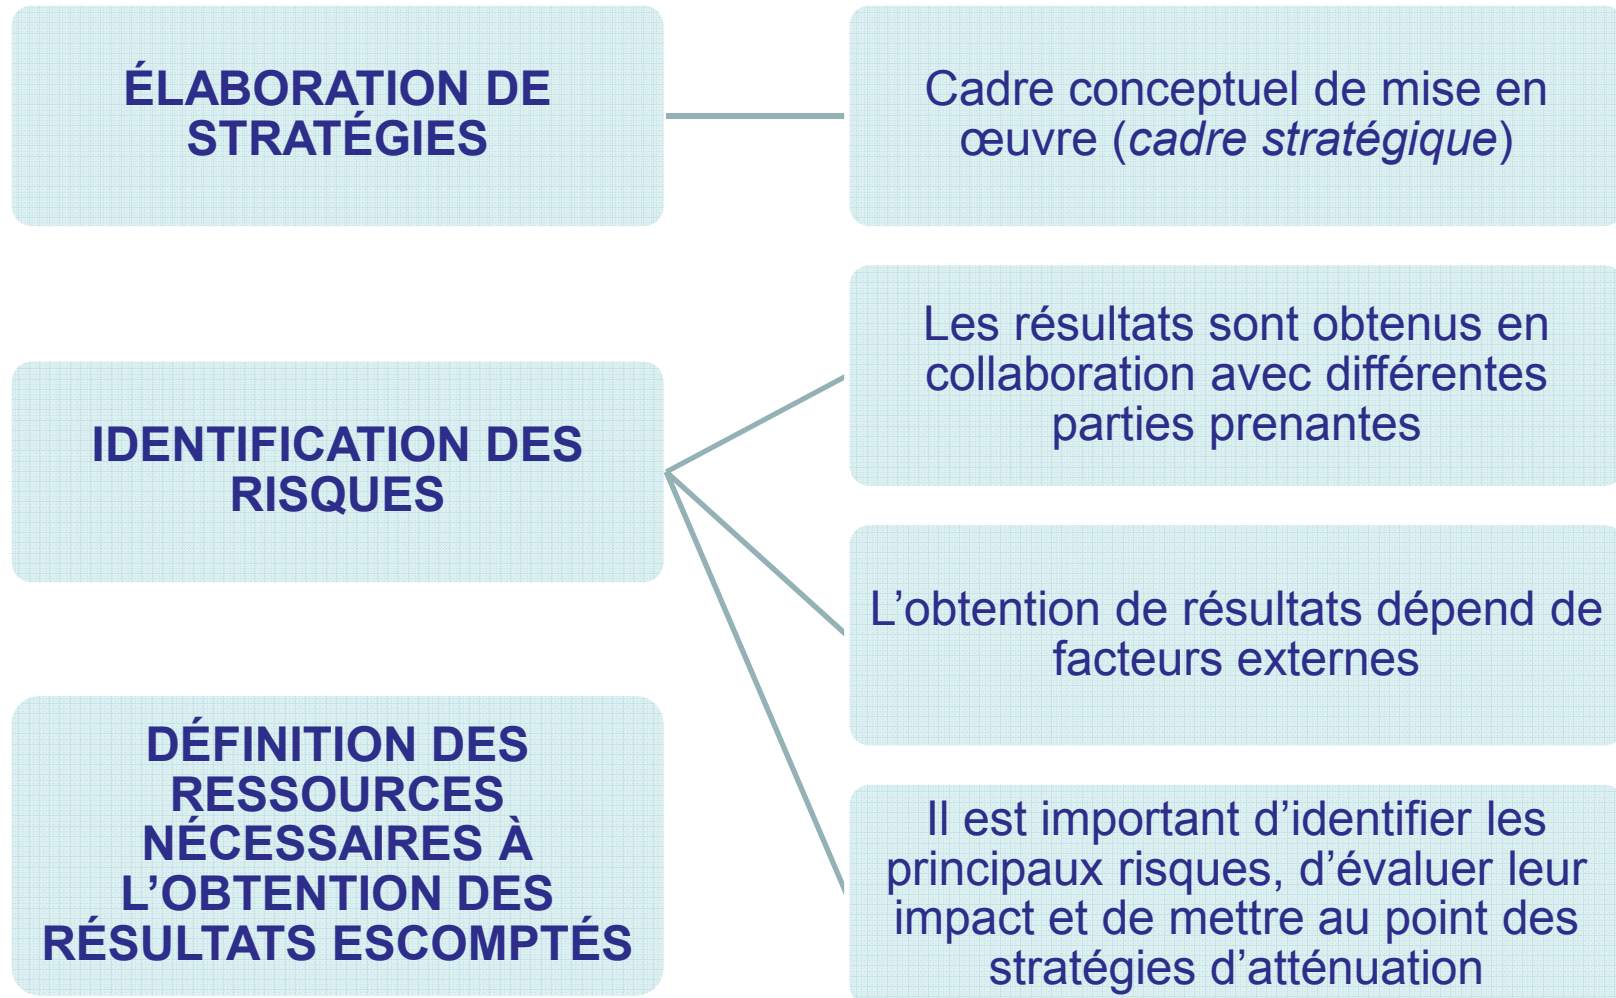 ÉLABORATION DE
STRATÉGIES
Cadre conceptuel de mise en
œuvre (cadre stratégique)
IDENTIFICATION DES
RISQUES
Les résultats sont obtenus en
collaboration avec différentes
parties prenantes
L’obtention de résultats dépend de
facteurs externes
Il est important d’identifier les
principaux risques, d’évaluer leur
impact et de mettre au point des
stratégies d’atténuation
DÉFINITION DES
RESSOURCES
NÉCESSAIRES À
L’OBTENTION DES
RÉSULTATS ESCOMPTÉS